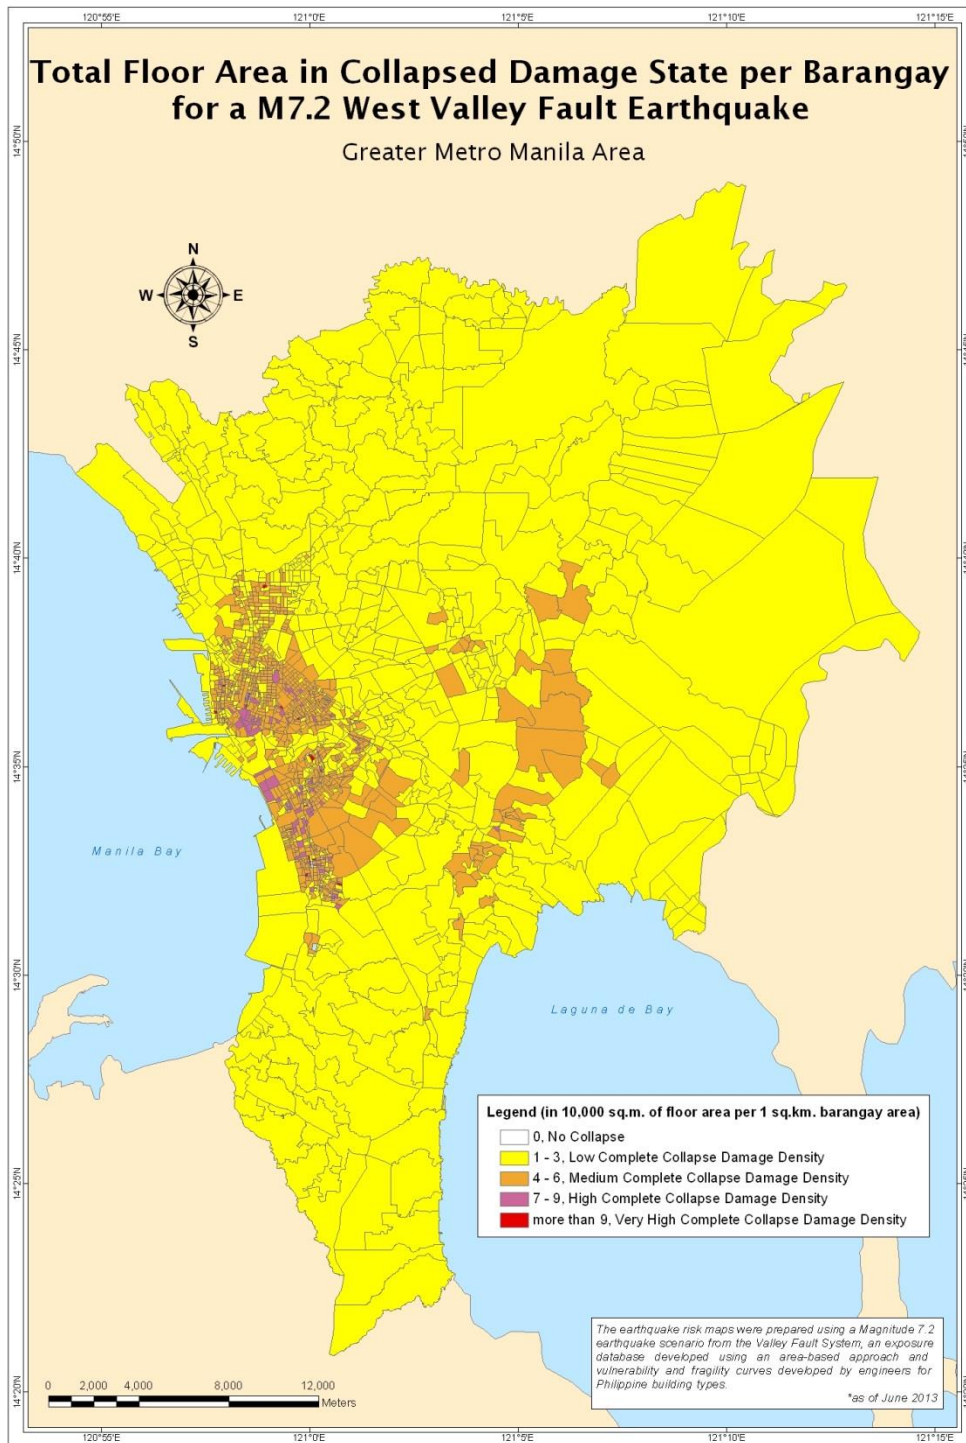 120°55'E 121°0'E 121°5'E 121°10'E 121°15'E
Total Floor Area in Collapsed Damage State per Barangay
for a M7.2 West Valley Fault Earthquake
Greater Metro Manila Area
14°50'N
N
W E
S
14°45'N
14°40'N
14°35'N
Manila Bay
14°30'N
Laguna de Bay
Legend (in 10,000 sq.m. of floor area per 1 sq.km. barangay area)
0, No Collapse
1 - 3, Low Complete Collapse Damage Density
4 - 6, Medium Complete Collapse Damage Density
7 - 9, High Complete Collapse Damage Density
more than 9, Very High Complete Collapse Damage Density
14°25'N
The earthquake risk maps were prepared using a Magnitude 7.2
earthquake scenario from the Valley Fault System, an exposure
database developed using an area-based approach and
vulnerability and fragility curves developed by engineers for
Philippine building types.
*as of June 2013
14°20'N
0 2,000 4,000 8,000 12,000
Meters
120°55'E 121°0'E 121°5'E 121°10'E 121°15'E